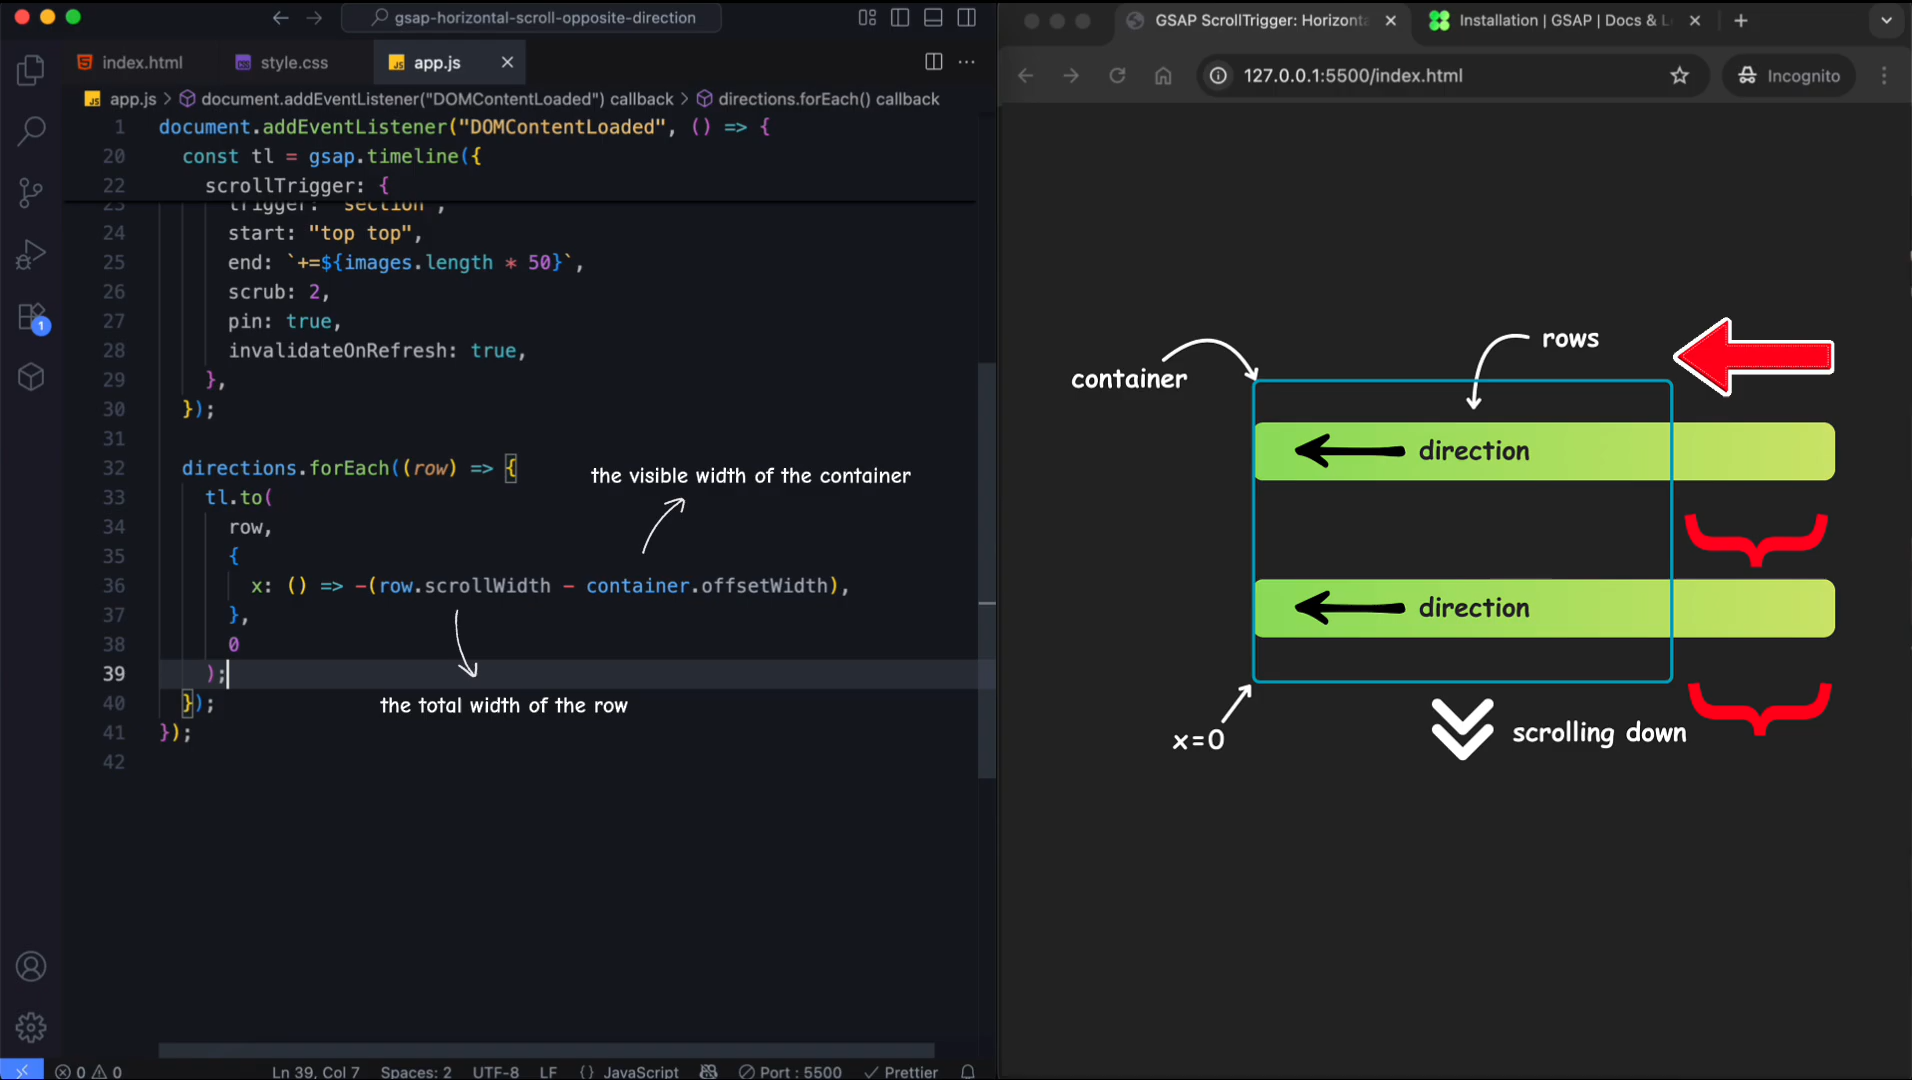 gsap-horizontal-scroll-opposite-direction
index.html
style.css
app.js
app.js > document.addEventListener("DOMContentLoaded") callback > directions.forEach() callback
1 document.addEventListener("DOMContentLoaded", () => {
20 const tl = gsap.timeline({
22 scrollTrigger: {
23 trigger: "section",
24 start: "top top",
25 end: `+=${images.length * 50}`,
26 scrub: 2,
27 pin: true,
28 invalidateOnRefresh: true,
29 },
30 });
31
32 directions.forEach((row) => {
33 tl.to(
34 row,
35 {
36 x: () => -(row.scrollWidth - container.offsetWidth),
37 },
38 0
39 );
40 });
41 });
42
the visible width of the container
the total width of the row
1
0 0
Ln 39, Col 7
Spaces: 2
UTF-8
LF
{} JavaScript
Port : 5500
Prettier
GSAP ScrollTrigger: Horizonta
Installation | GSAP | Docs & L
127.0.0.1:5500/index.html
Incognito
rows
container
direction
direction
x=0
scrolling down